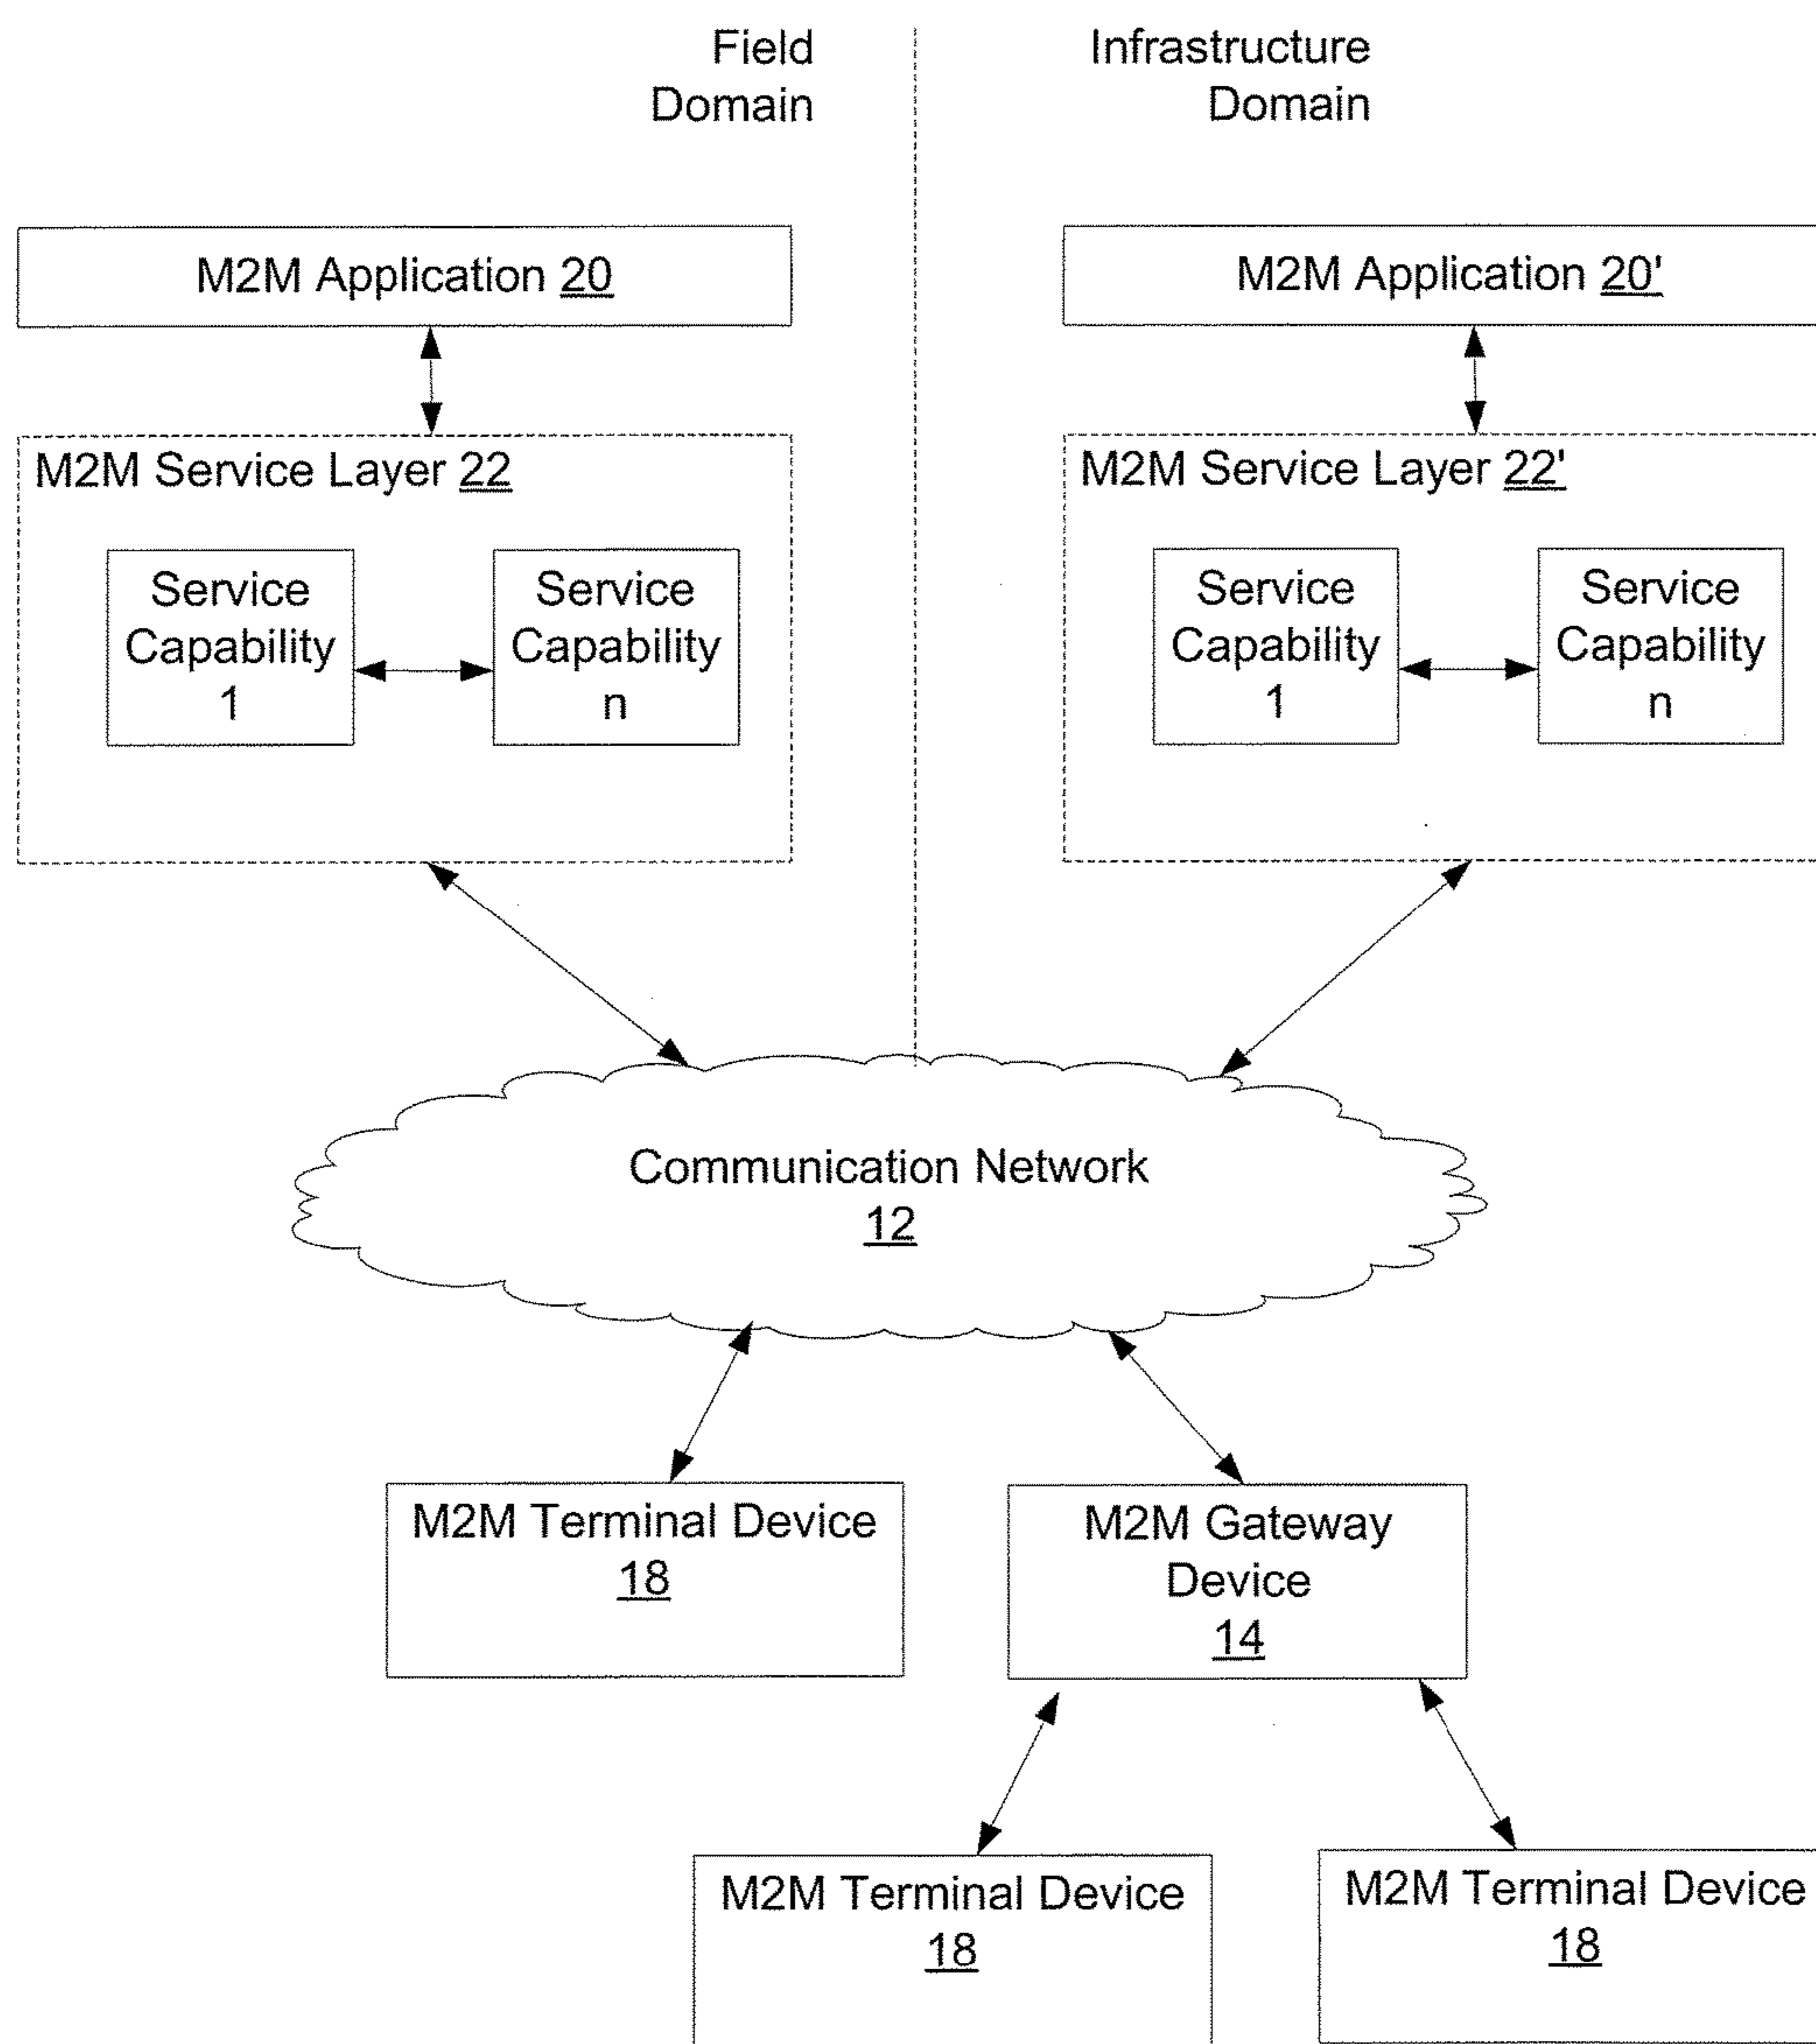 Field
Domain
Infrastructure
Domain
M2M Application 20
M2M Application 20'
M2M Service Layer 22
M2M Service Layer 22'
Service
Capability
1
Service
Capability
n
Service
Capability
1
Service
Capability
n
Communication Network
12
M2M Terminal Device
18
M2M Gateway
Device
14
M2M Terminal Device
18
M2M Terminal Device
18